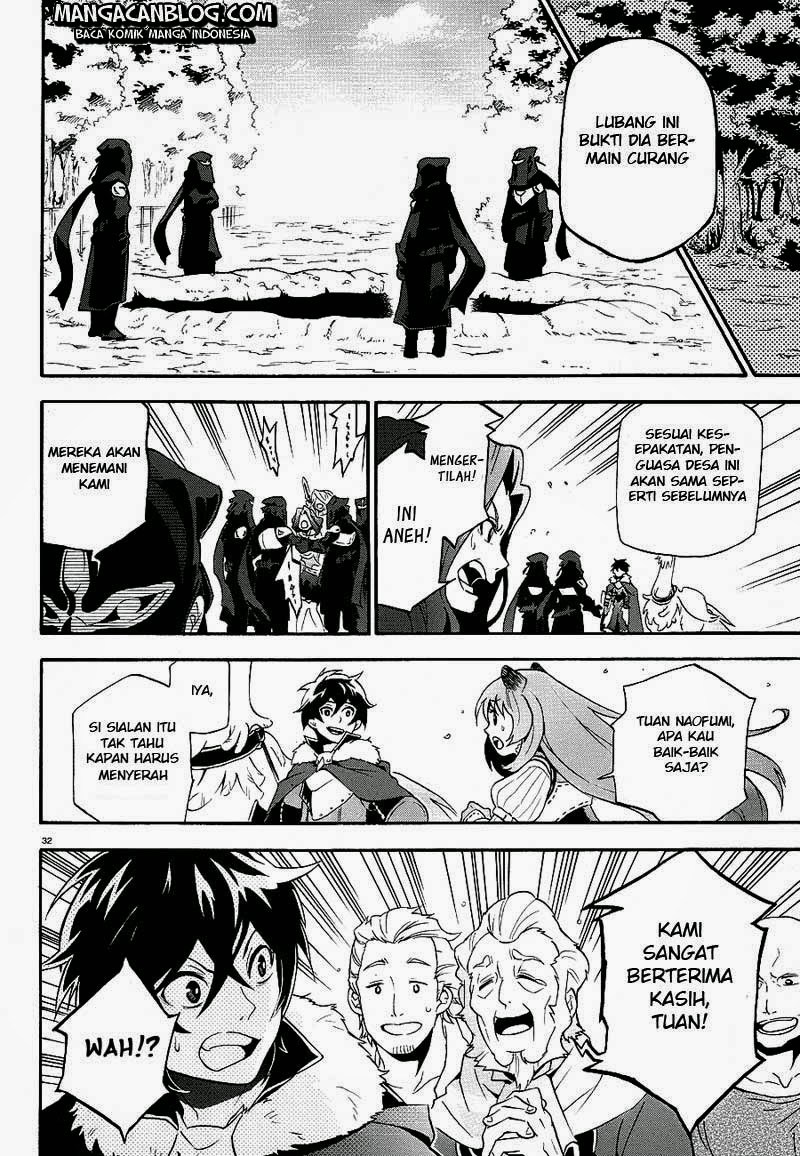 MANGACANBLOG.COM
BACA KOMIK MANGA INDONESIA
LUBANG INI
BUKTI DIA BER-
MAIN CURANG
SESUAI KES-
EPAKATAN, PEN-
GUASA DESA INI
AKAN SAMA SEP-
ERTI SEBELUMNYA
MENGER-
TILAH!
INI
ANEH!
MEREKA AKAN
MENEMANI
KAMI
TUAN NAOFUMI,
APA KAU
BAIK-BAIK
SAJA?
IYA,
SI SIALAN ITU
TAK TAHU
KAPAN HARUS
MENYERAH
32
KAMI
SANGAT
BERTERIMA
KASIH,
TUAN!
WAH!?